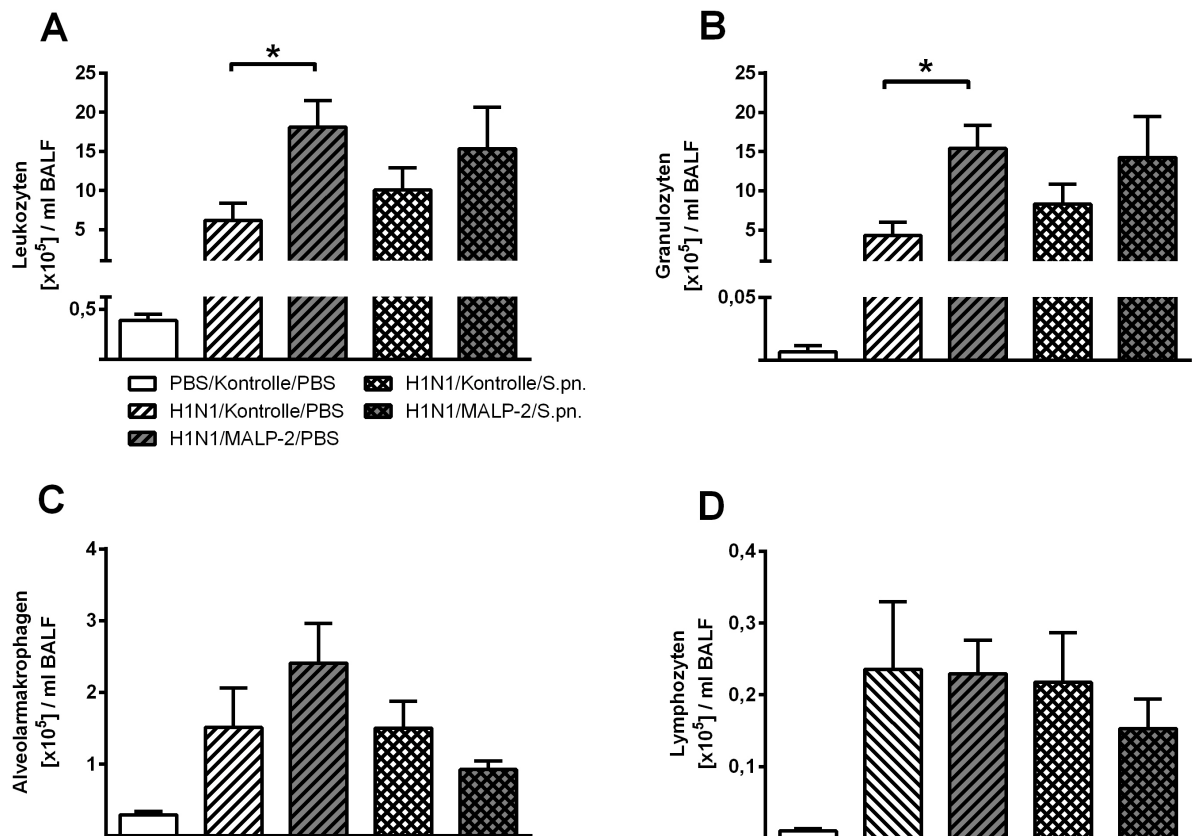 A
*
Leukozyten
[x10⁵] / ml BALF
25
20
15
10
5
0,5
PBS/Kontrolle/PBS
H1N1/Kontrolle/PBS
H1N1/MALP-2/PBS
H1N1/Kontrolle/S.pn.
H1N1/MALP-2/S.pn.
B
*
Granulozyten
[x10⁵] / ml BALF
25
20
15
10
5
0,05
C
Alveolarmakrophagen
[x10⁵] / ml BALF
4
3
2
1
D
Lymphozyten
[x10⁵] / ml BALF
0,4
0,3
0,2
0,1